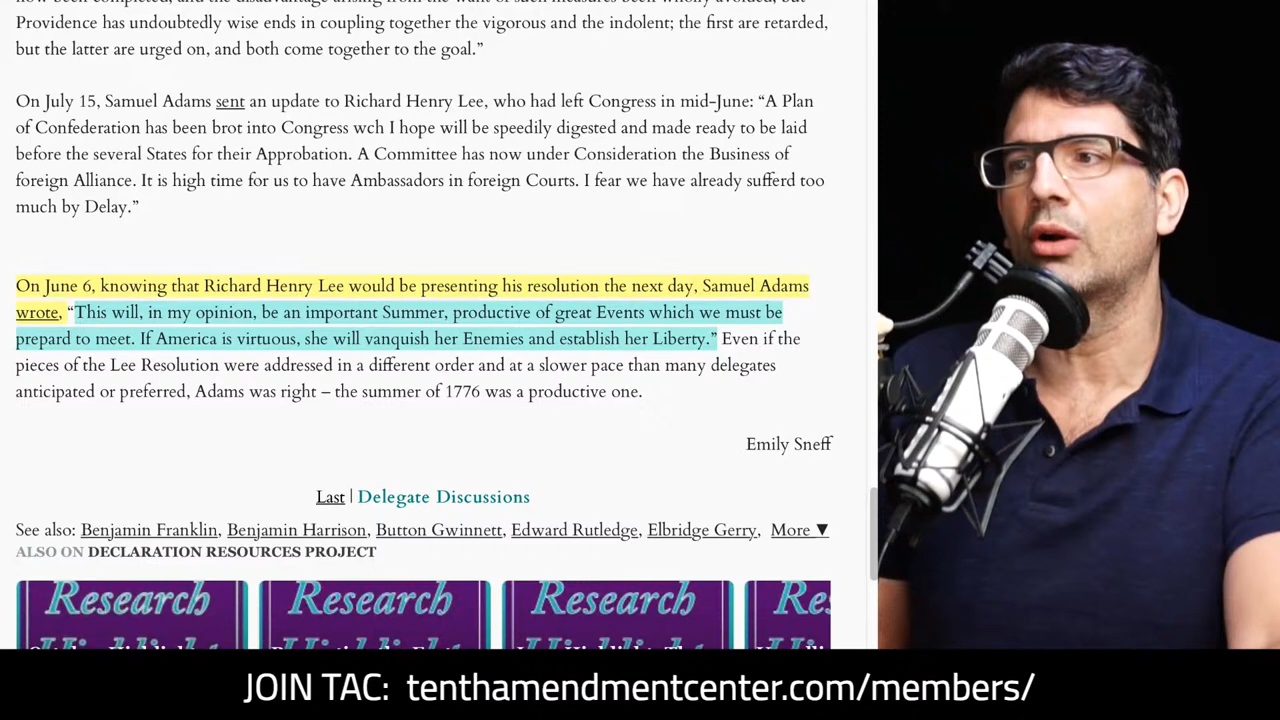 Providence has undoubtedly wise ends in coupling together the vigorous and the indolent; the first are retarded,
but the latter are urged on, and both come together to the goal.”
On July 15, Samuel Adams sent an update to Richard Henry Lee, who had left Congress in mid-June: “A Plan
of Confederation has been brot into Congress wch I hope will be speedily digested and made ready to be laid
before the several States for their Approbation. A Committee has now under Consideration the Business of
foreign Alliance. It is high time for us to have Ambassadors in foreign Courts. I fear we have already sufferd too
much by Delay.”
On June 6, knowing that Richard Henry Lee would be presenting his resolution the next day, Samuel Adams
wrote, “This will, in my opinion, be an important Summer, productive of great Events which we must be
prepard to meet. If America is virtuous, she will vanquish her Enemies and establish her Liberty.” Even if the
pieces of the Lee Resolution were addressed in a different order and at a slower pace than many delegates
anticipated or preferred, Adams was right – the summer of 1776 was a productive one.
Emily Sneff
Last | Delegate Discussions
See also: Benjamin Franklin, Benjamin Harrison, Button Gwinnett, Edward Rutledge, Elbridge Gerry, More ▼
ALSO ON DECLARATION RESOURCES PROJECT
Research Research Research Res
JOIN TAC: tenthamendmentcenter.com/members/